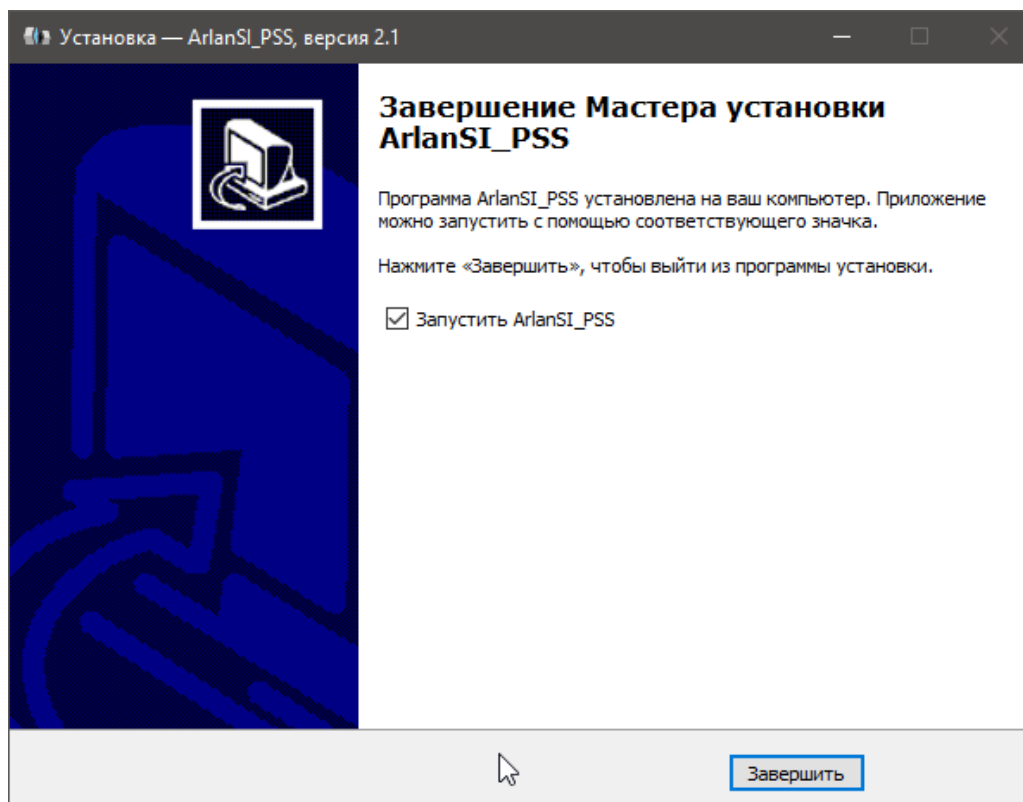 Установка — ArlanSI_PSS, версия 2.1
Завершение Мастера установки
ArlanSI_PSS
Программа ArlanSI_PSS установлена на ваш компьютер. Приложение
можно запустить с помощью соответствующего значка.
Нажмите «Завершить», чтобы выйти из программы установки.
Запустить ArlanSI_PSS
Завершить